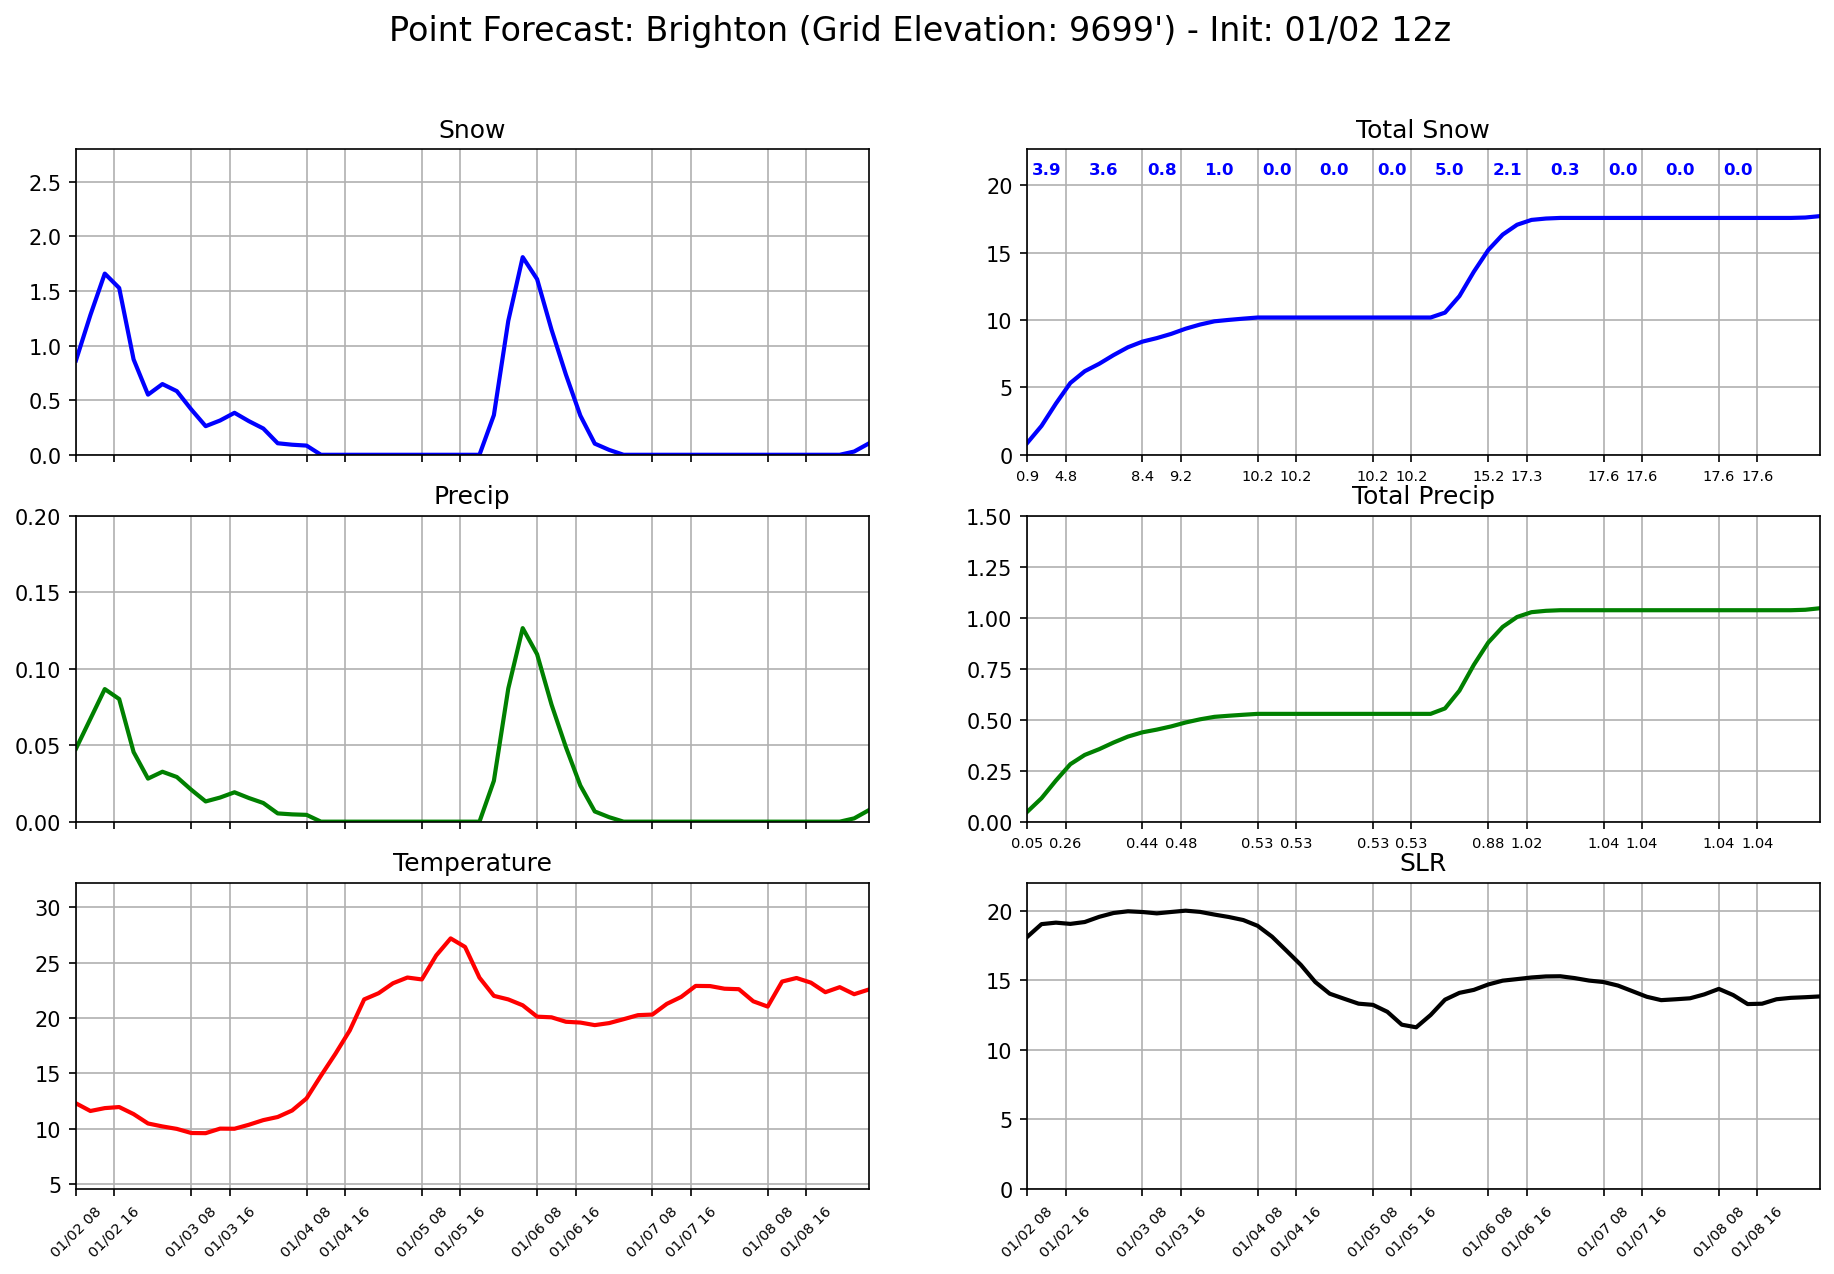 Point Forecast: Brighton (Grid Elevation: 9699') - Init: 01/02 12z
Snow
2.5
2.0
1.5
1.0
0.5
0.0
Total Snow
3.9 3.6 0.8 1.0 0.0 0.0 0.0 5.0 2.1 0.3 0.0 0.0 0.0
20
15
10
5
0
0.9 4.8 8.4 9.2 10.2 10.2 10.2 10.2 15.2 17.3 17.6 17.6 17.6 17.6
Precip
0.20
0.15
0.10
0.05
0.00
Total Precip
1.50
1.25
1.00
0.75
0.50
0.25
0.00
0.05 0.26 0.44 0.48 0.53 0.53 0.53 0.53 0.88 1.02 1.04 1.04 1.04 1.04
Temperature
30
25
20
15
10
5
01/02 08 01/02 16 01/03 08 01/03 16 01/04 08 01/04 16 01/05 08 01/05 16 01/06 08 01/06 16 01/07 08 01/07 16 01/08 08 01/08 16
SLR
20
15
10
5
0
01/02 08 01/02 16 01/03 08 01/03 16 01/04 08 01/04 16 01/05 08 01/05 16 01/06 08 01/06 16 01/07 08 01/07 16 01/08 08 01/08 16